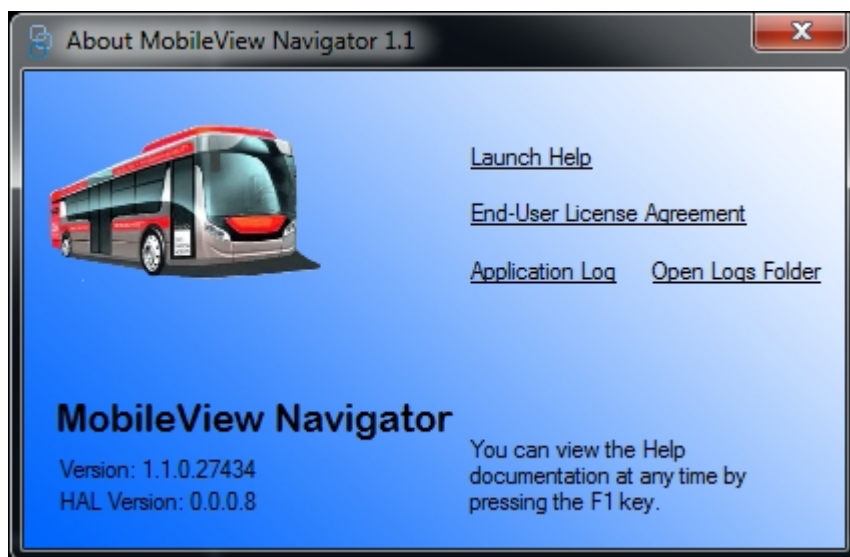 About MobileView Navigator 1.1
Launch Help
End-User License Agreement
Application Log Open Logs Folder
MobileView Navigator
Version: 1.1.0.27434
HAL Version: 0.0.0.8
You can view the Help
documentation at any time by
pressing the F1 key.